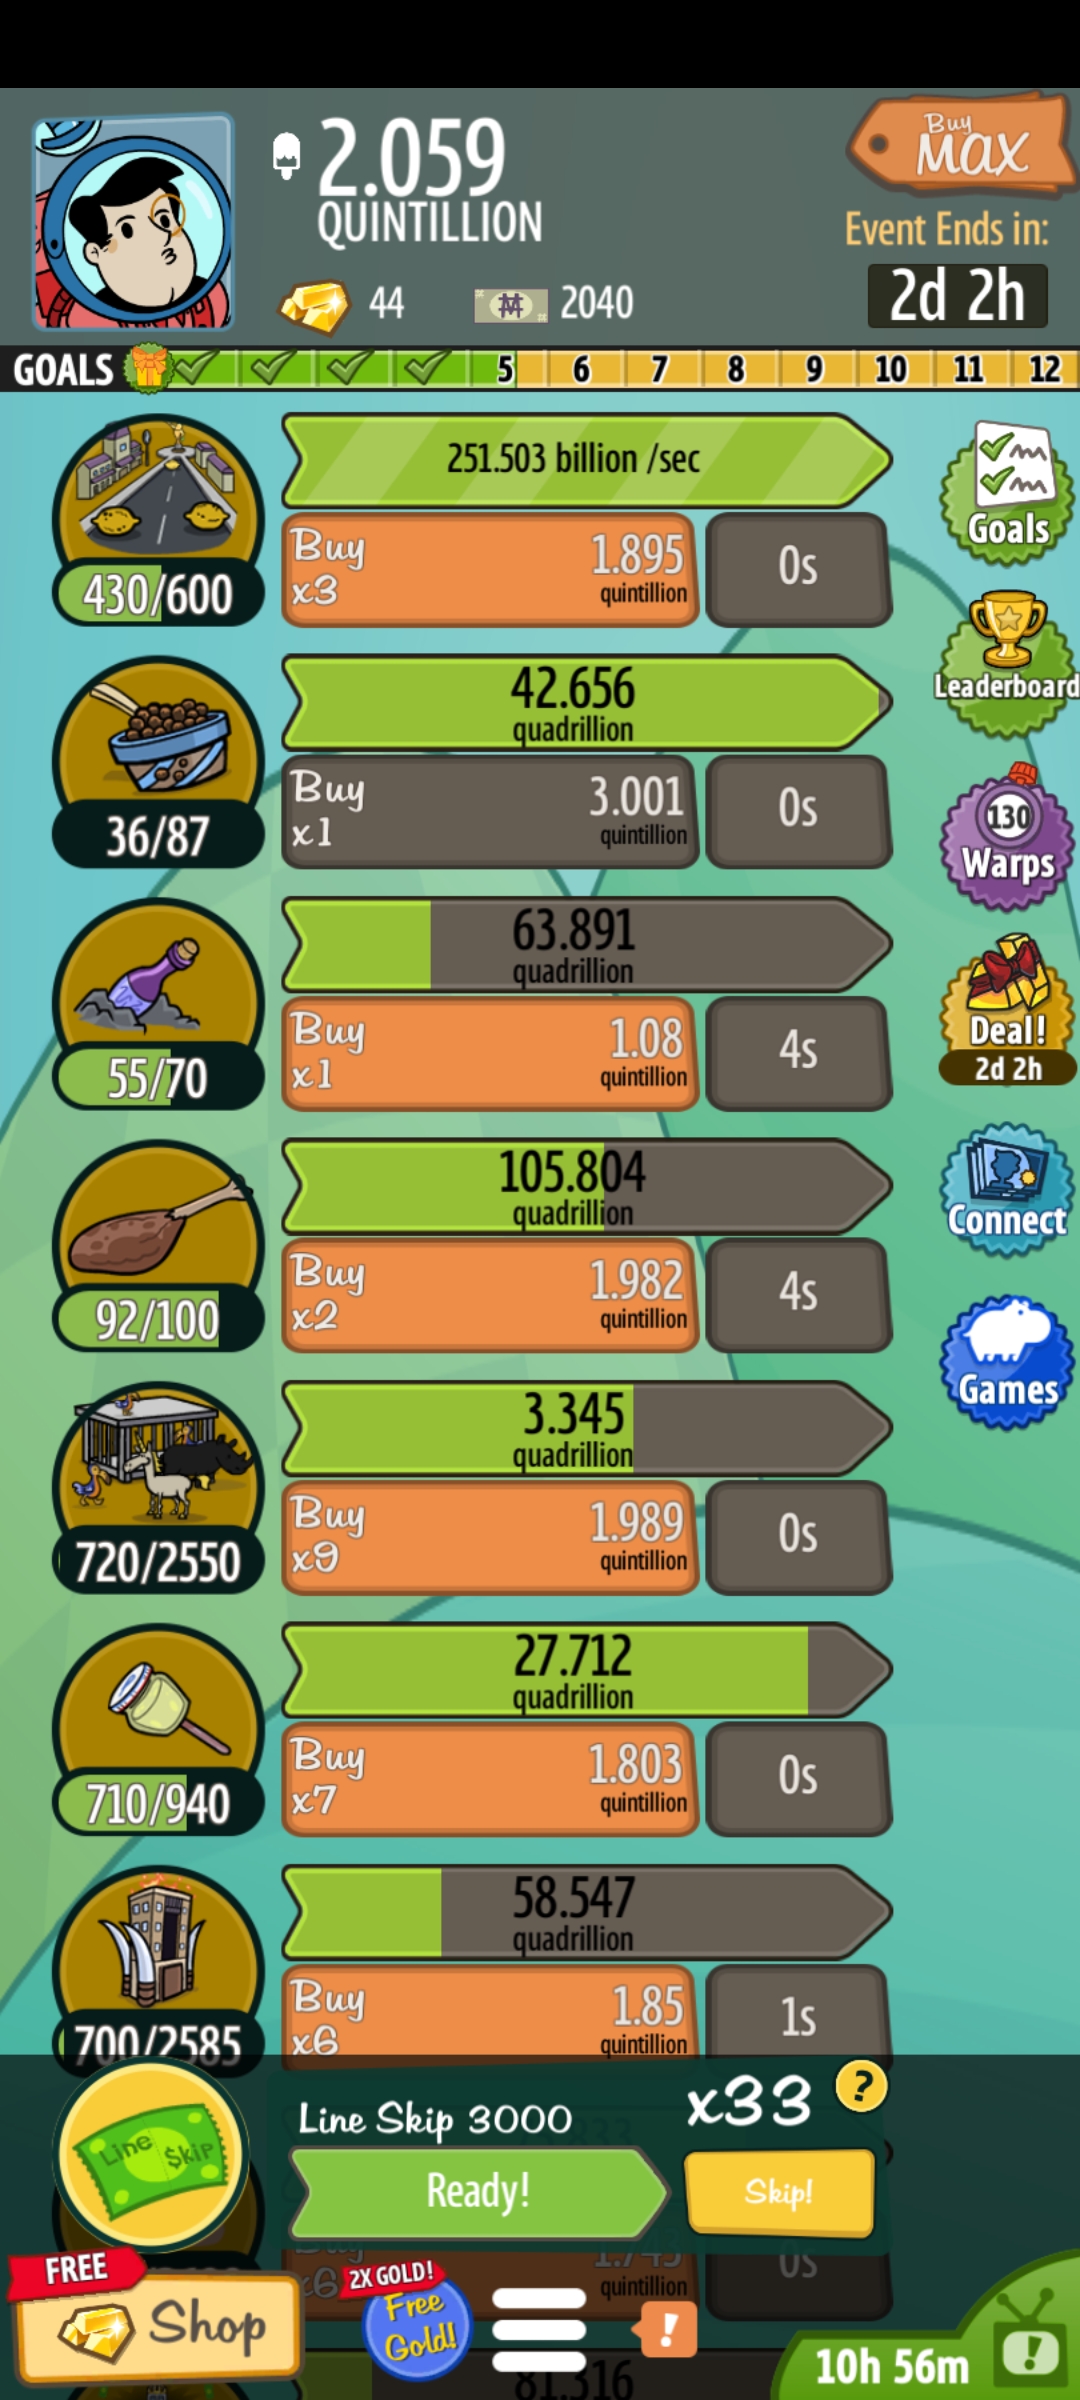 2.059
QUINTILLION
Buy
MAX
Event Ends in:
2d 2h
44
2040
GOALS
5 6 7 8 9 10 11 12
251.503 billion /sec
Buy
x3
1.895
quintillion
0s
430/600
Goals
42.656
quadrillion
Buy
x1
3.001
quintillion
0s
36/87
Leaderboard
63.891
quadrillion
Buy
x1
1.08
quintillion
4s
55/70
130
Warps
Deal!
2d 2h
105.804
quadrillion
Buy
x2
1.982
quintillion
4s
92/100
Connect
3.345
quadrillion
Buy
x9
1.989
quintillion
0s
720/2550
Games
27.712
quadrillion
Buy
x7
1.803
quintillion
0s
710/940
58.547
quadrillion
Buy
x6
1.85
quintillion
1s
700/2585
Line Skip 3000
x33
?
Line $kip
Ready!
Skip!
Buy
x6
1.743
quintillion
0s
FREE
Shop
2X GOLD!
Free
Gold!
!
10h 56m
!
81.316